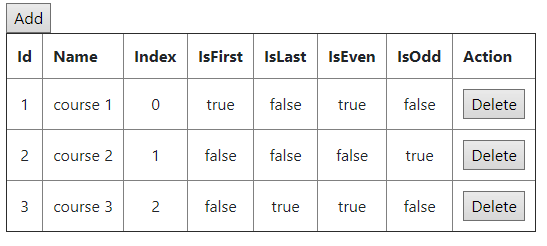 Add
Id Name Index IsFirst IsLast IsEven IsOdd Action
1 course 1 0 true false true false Delete
2 course 2 1 false false false true Delete
3 course 3 2 false true true false Delete